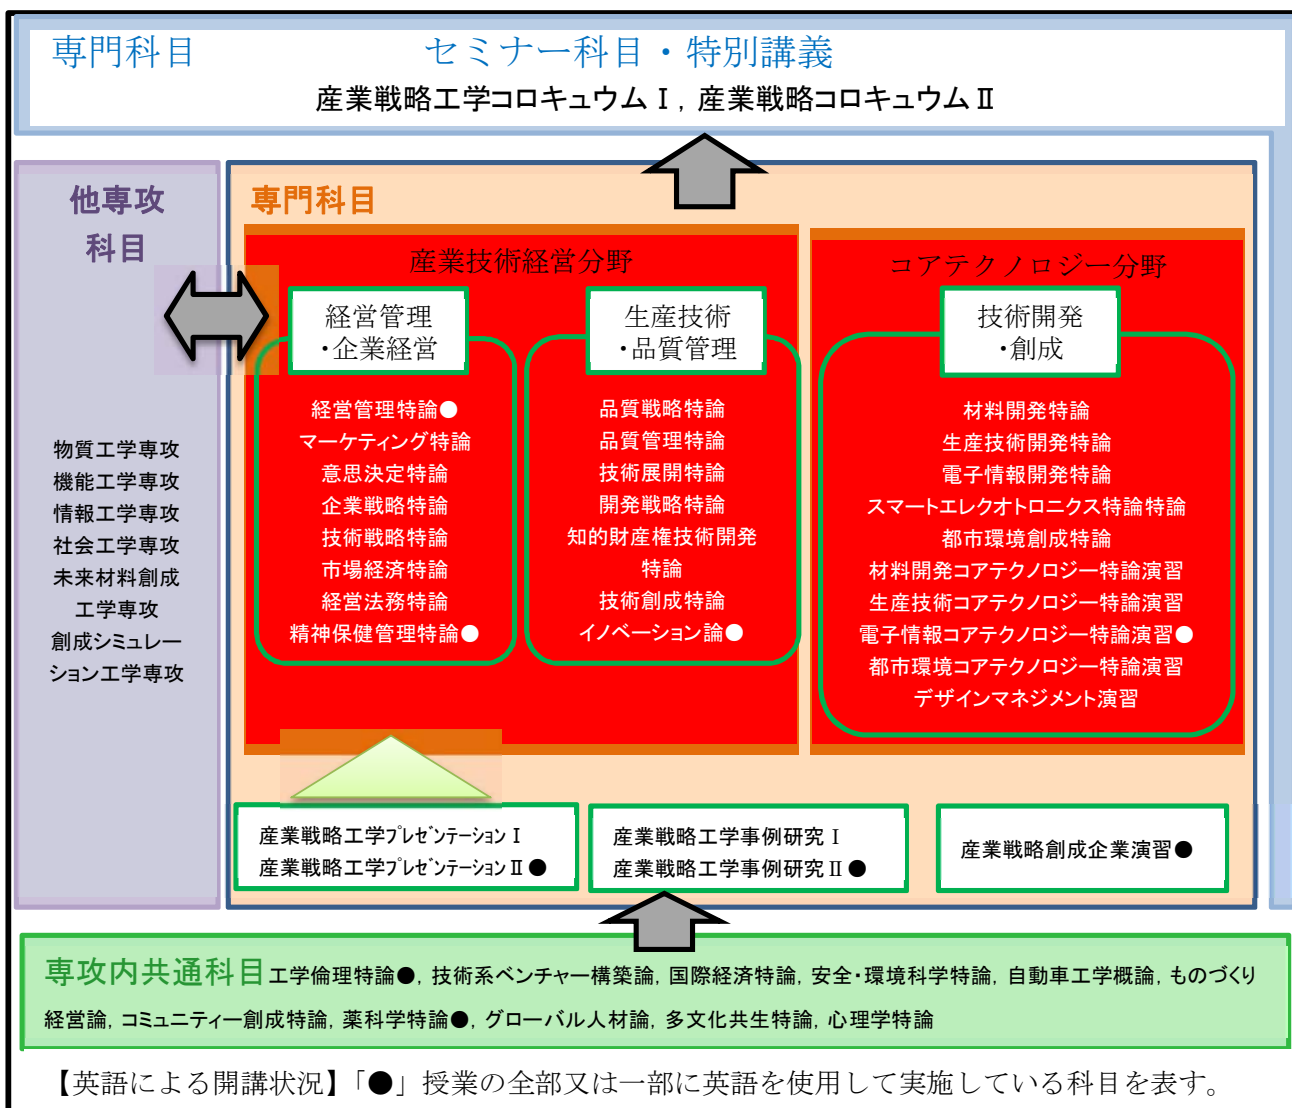 専門科目　セミナー科目・特別講義
産業戦略工学コロキュウムⅠ，産業戦略コロキュウムⅡ
他専攻
科目
物質工学専攻
機能工学専攻
情報工学専攻
社会工学専攻
未来材料創成
工学専攻
創成シミュレー
ション工学専攻
専門科目
産業技術経営分野
経営管理
・企業経営
経営管理特論●
マーケティング特論
意思決定特論
企業戦略特論
技術戦略特論
市場経済特論
経営法務特論
精神保健管理特論●
生産技術
・品質管理
品質戦略特論
品質管理特論
技術展開特論
開発戦略特論
知的財産権技術開発
特論
技術創成特論
イノベーション論●
コアテクノロジー分野
技術開発
・創成
材料開発特論
生産技術開発特論
電子情報開発特論
スマートエレクオトロニクス特論特論
都市環境創成特論
材料開発コアテクノロジー特論演習
生産技術コアテクノロジー特論演習
電子情報コアテクノロジー特論演習●
都市環境コアテクノロジー特論演習
デザインマネジメント演習
産業戦略工学ﾌﾟﾚｾﾞﾝﾃｰｼｮﾝⅠ
産業戦略工学ﾌﾟﾚｾﾞﾝﾃｰｼｮﾝⅡ●
産業戦略工学事例研究Ⅰ
産業戦略工学事例研究Ⅱ●
産業戦略創成企業演習●
専攻内共通科目 工学倫理特論●，技術系ベンチャー構築論，国際経済特論，安全・環境科学特論，自動車工学概論，ものづくり
経営論，コミュニティー創成特論，薬科学特論●，グローバル人材論，多文化共生特論，心理学特論
【英語による開講状況】「●」授業の全部又は一部に英語を使用して実施している科目を表す。